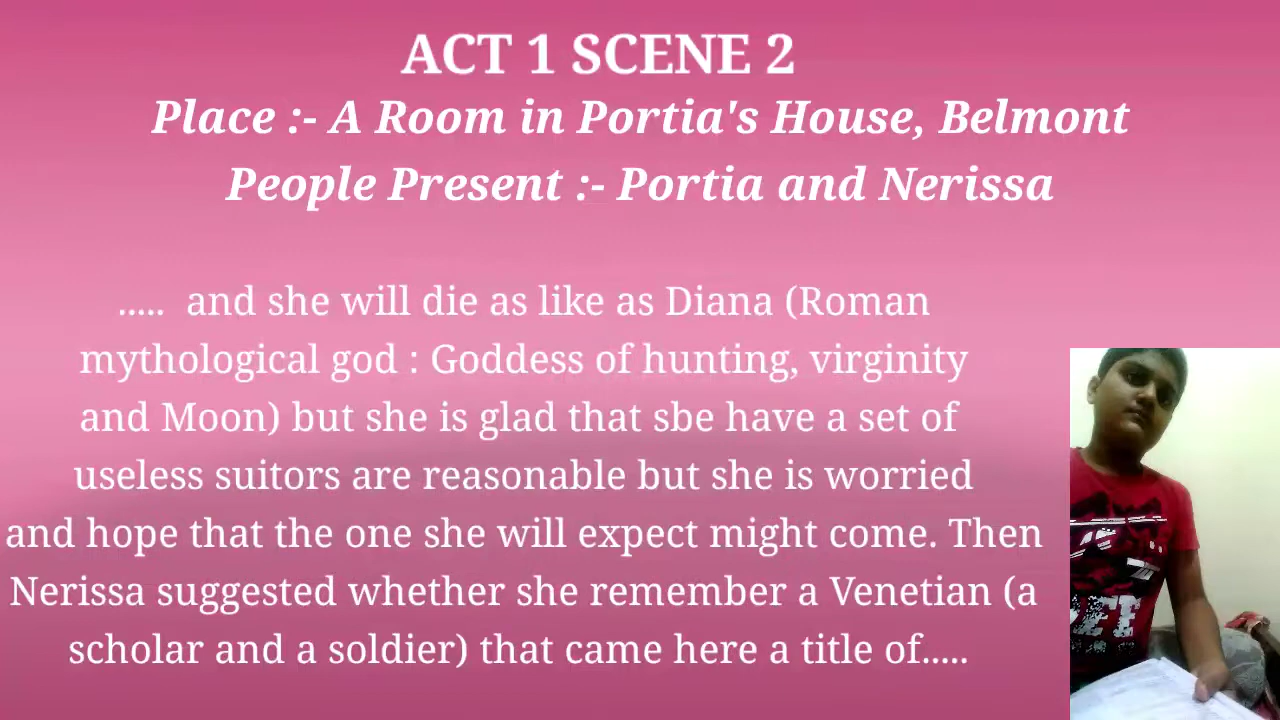 ACT 1 SCENE 2
Place :- A Room in Portia's House, Belmont
People Present :- Portia and Nerissa
..... and she will die as like as Diana (Roman
mythological god : Goddess of hunting, virginity
and Moon) but she is glad that sbe have a set of
useless suitors are reasonable but she is worried
and hope that the one she will expect might come. Then
Nerissa suggested whether she remember a Venetian (a
scholar and a soldier) that came here a title of.....